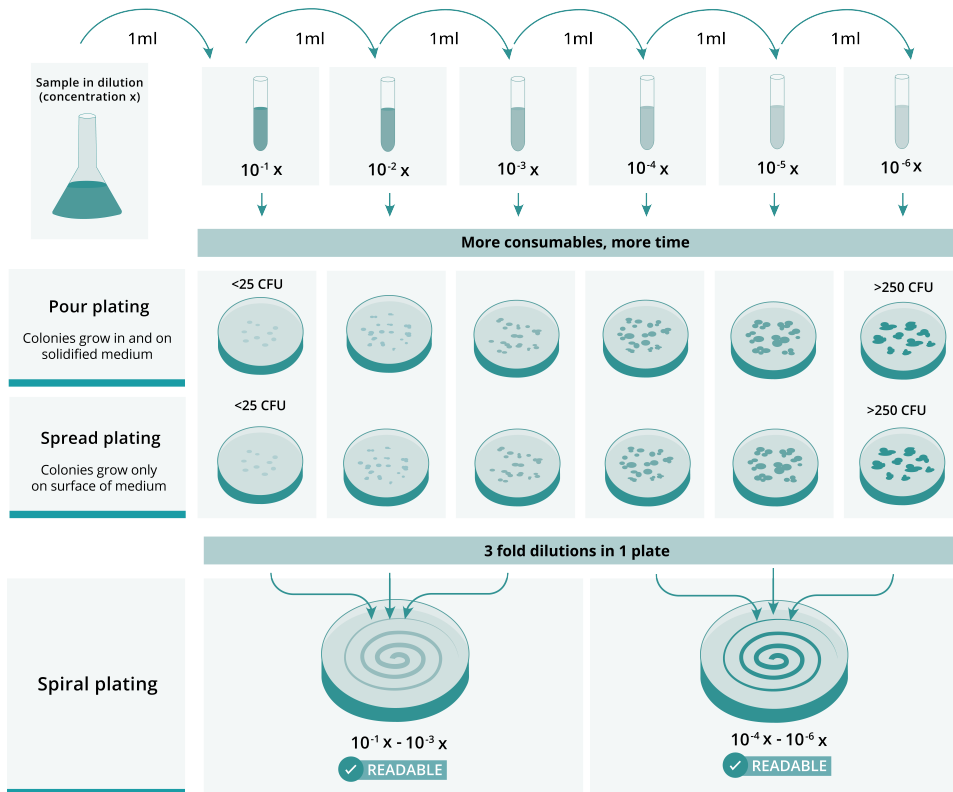 1ml
1ml
1ml
1ml
1ml
1ml
Sample in dilution
(concentration x)
10⁻¹ x
10⁻² x
10⁻³ x
10⁻⁴ x
10⁻⁵ x
10⁻⁶ x
More consumables, more time
Pour plating
Colonies grow in and on
solidified medium
<25 CFU
>250 CFU
Spread plating
Colonies grow only
on surface of medium
<25 CFU
>250 CFU
3 fold dilutions in 1 plate
Spiral plating
10⁻¹ x - 10⁻³ x
READABLE
10⁻⁴ x - 10⁻⁶ x
READABLE